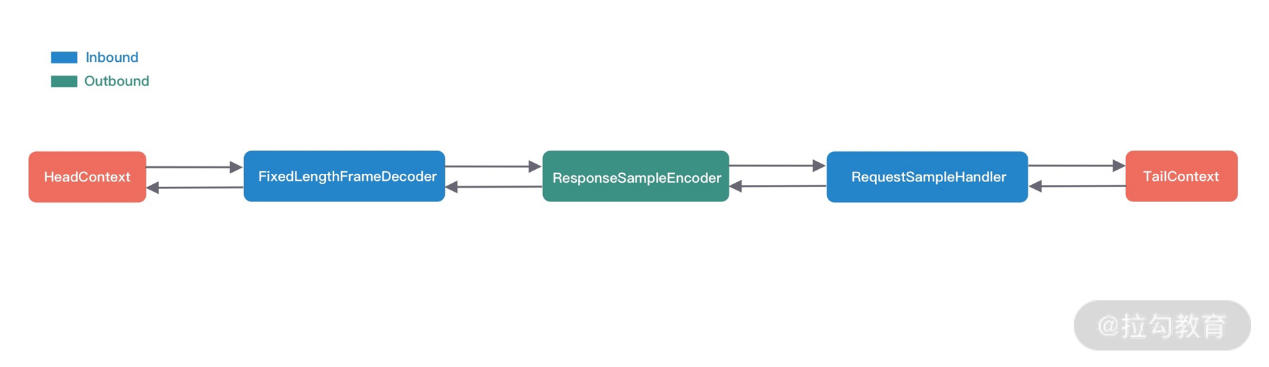 Inbound
Outbound
HeadContext
FixedLengthFrameDecoder
ResponseSampleEncoder
RequestSampleHandler
TailContext
@拉勾教育